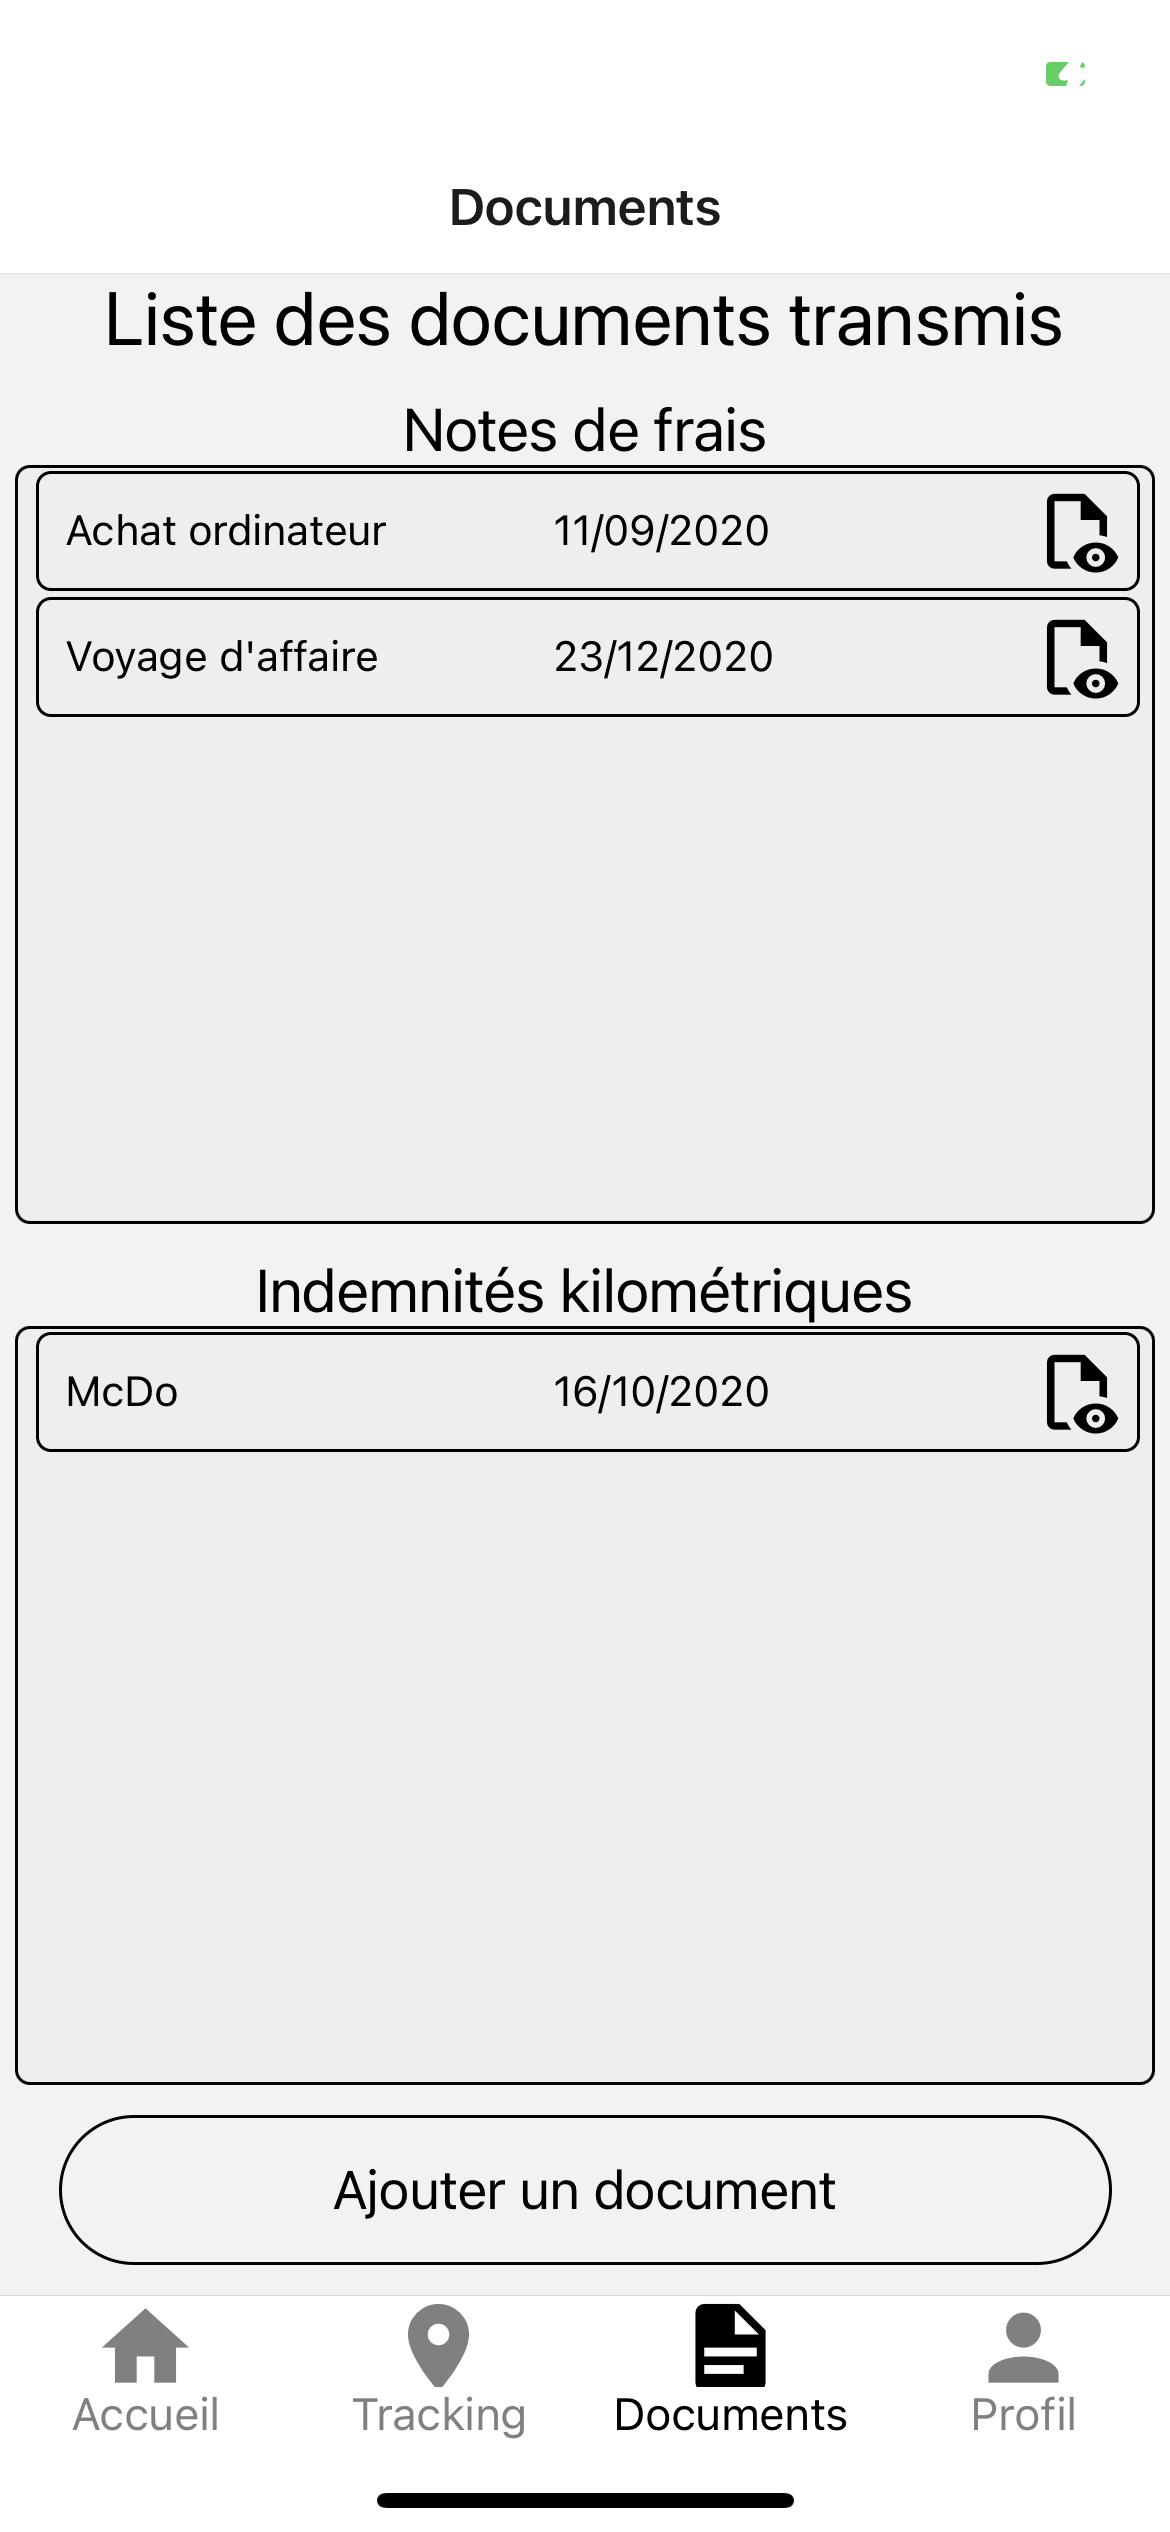 Documents
Liste des documents transmis
Notes de frais
Achat ordinateur 11/09/2020
Voyage d'affaire 23/12/2020
Indemnités kilométriques
McDo 16/10/2020
Ajouter un document
Accueil Tracking Documents Profil